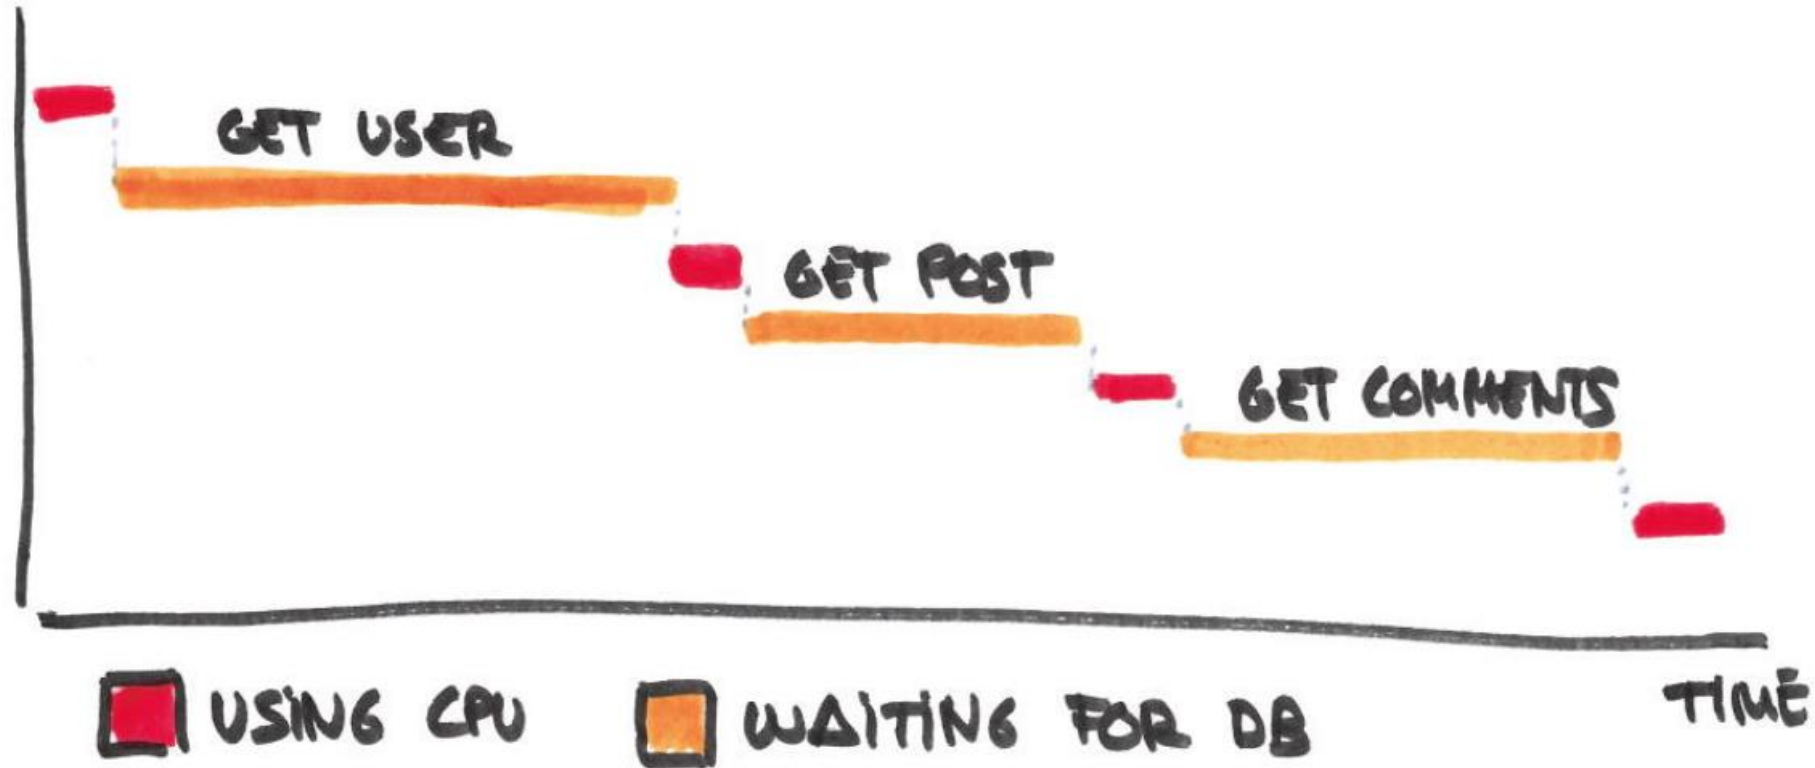 GET USER
GET POST
GET COMMENTS
USING CPU
WAITING FOR DB
TIME